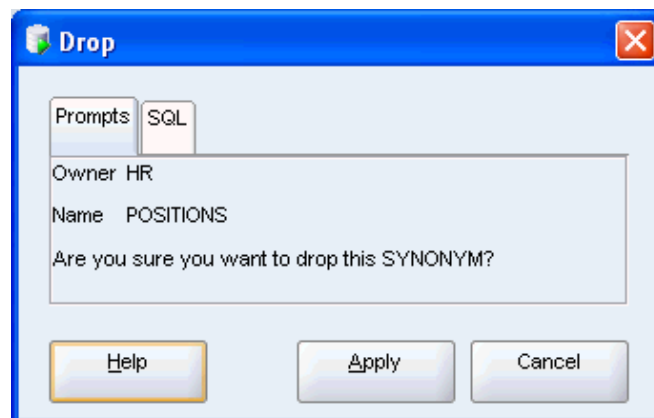 Drop
Prompts SQL
Owner HR
Name POSITIONS
Are you sure you want to drop this SYNONYM?
Help Apply Cancel